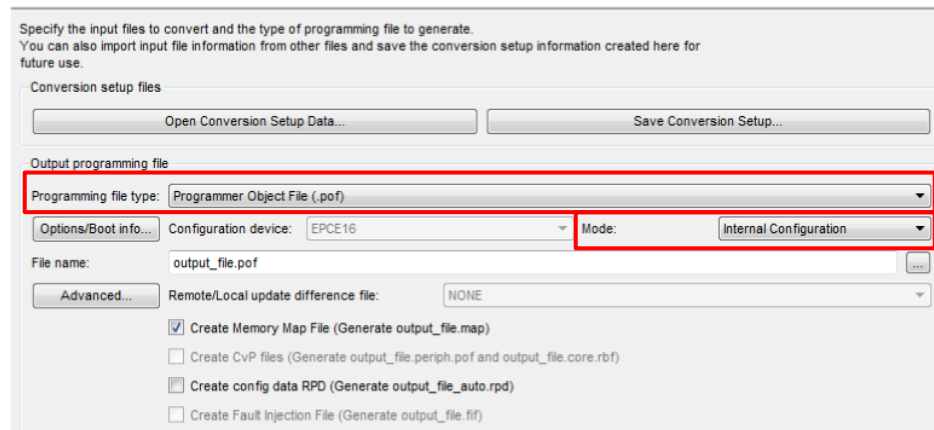 Specify the input files to convert and the type of programming file to generate.
You can also import input file information from other files and save the conversion setup information created here for
future use.
Conversion setup files
Open Conversion Setup Data... Save Conversion Setup...
Output programming file
Programming file type: Programmer Object File (.pof)
Options/Boot info... Configuration device: EPCE16 Mode: Internal Configuration
File name: output_file.pof ...
Advanced... Remote/Local update difference file: NONE
Create Memory Map File (Generate output_file.map)
Create CvP files (Generate output_file.periph.pof and output_file.core.rbf)
Create config data RPD (Generate output_file_auto.rpd)
Create Fault Injection File (Generate output_file.fif)